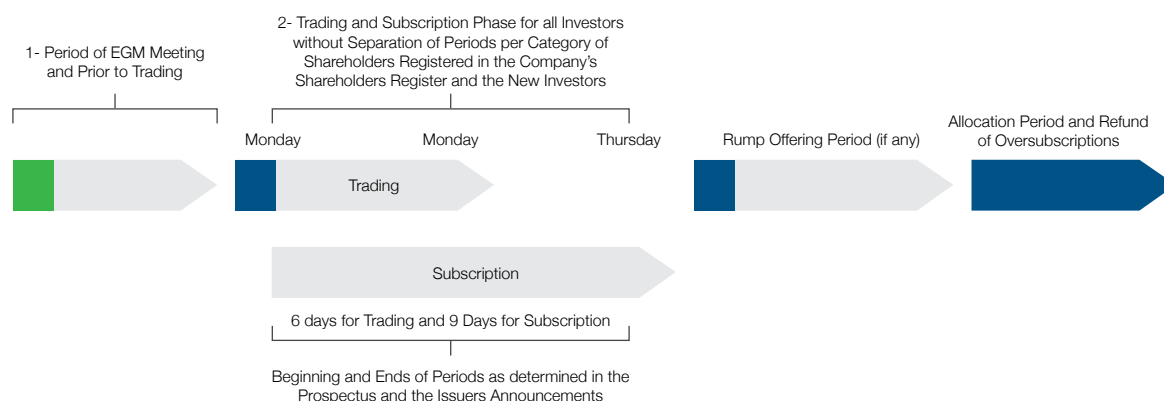 1- Period of EGM Meeting
and Prior to Trading
2- Trading and Subscription Phase for all Investors
without Separation of Periods per Category of
Shareholders Registered in the Company's
Shareholders Register and the New Investors
Monday
Monday
Thursday
Rump Offering Period (if any)
Allocation Period and Refund
of Oversubscriptions
Trading
Subscription
6 days for Trading and 9 Days for Subscription
Beginning and Ends of Periods as determined in the
Prospectus and the Issuers Announcements